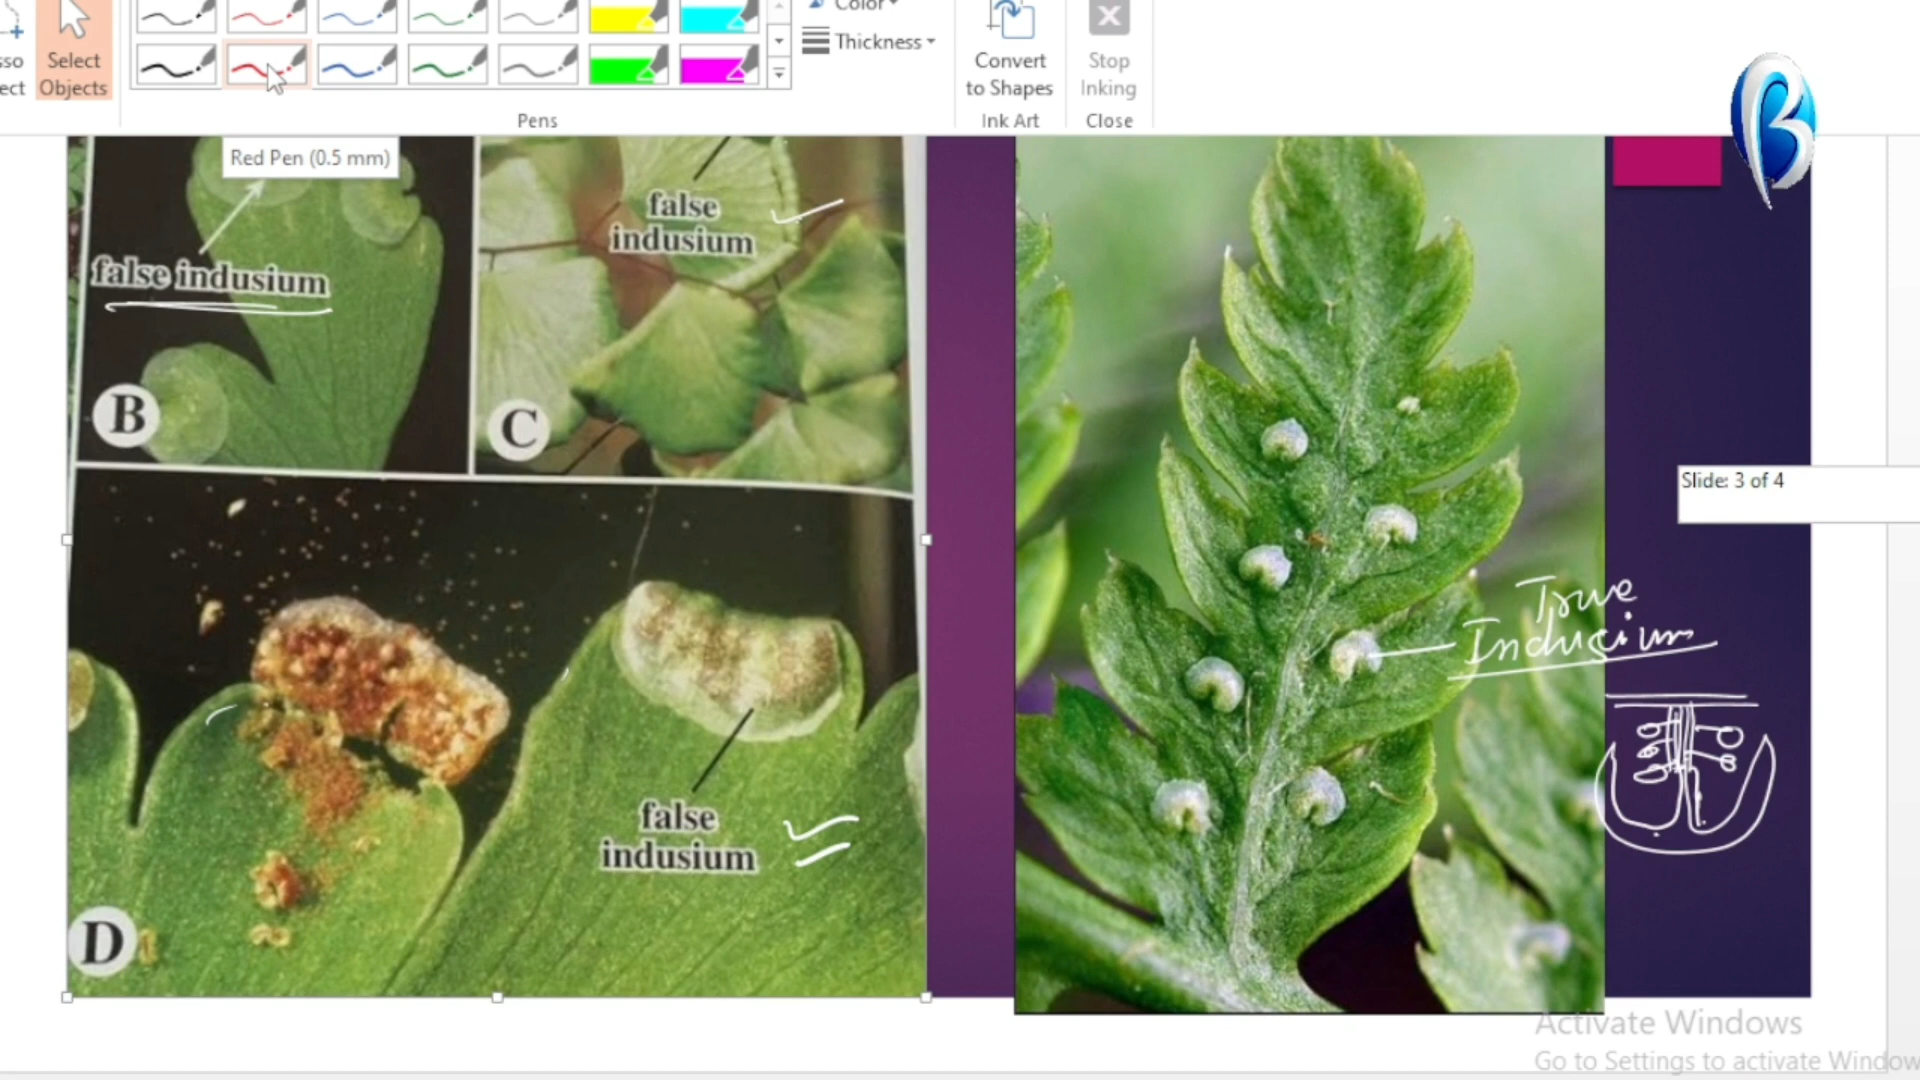 Select
Objects
Color
Thickness
Convert
to Shapes
Stop
Inking
Pens
Ink Art
Close
Red Pen (0.5 mm)
false indusium
false
indusium
B
C
Slide: 3 of 4
True
Indusium
false
indusium
D
Activate Windows
Go to Settings to activate Window